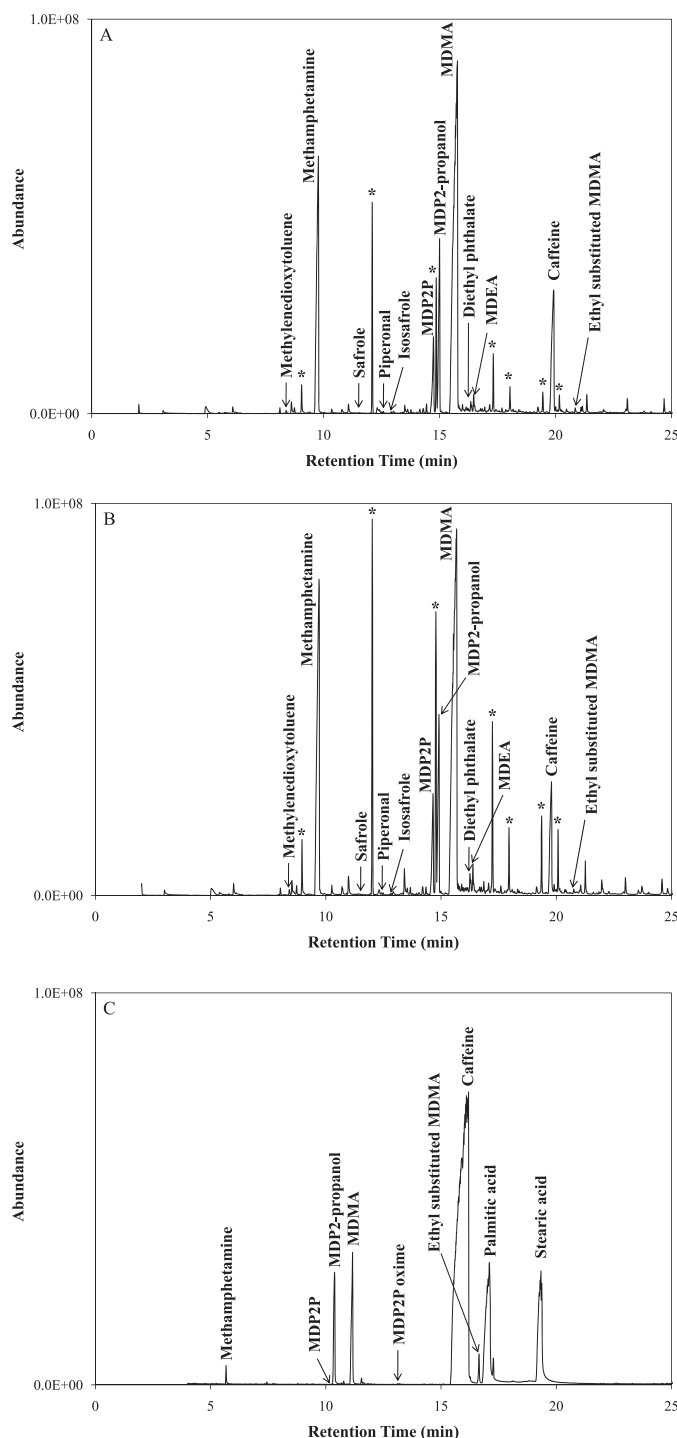 1.0E+08
A
Abundance
0.0E+00
Methylenedioxytoluene
*
Methamphetamine
Safrole
*
Piperonal
Isosafrole
MDP2P
*
MDP2-propanol
MDMA
Diethyl phthalate
MDEA
*
*
*
Caffeine
*
Ethyl substituted MDMA
0 5 10 15 20 25
Retention Time (min)
1.0E+08
B
Abundance
0.0E+00
Methylenedioxytoluene
*
Methamphetamine
Safrole
*
Piperonal
Isosafrole
MDP2P
*
MDP2-propanol
MDMA
Diethyl phthalate
MDEA
*
*
*
Caffeine
*
Ethyl substituted MDMA
0 5 10 15 20 25
Retention Time (min)
1.0E+08
C
Abundance
0.0E+00
Methamphetamine
MDP2P
MDP2-propanol
MDMA
MDP2P oxime
Ethyl substituted MDMA
Caffeine
Palmitic acid
Stearic acid
0 5 10 15 20 25
Retention Time (min)